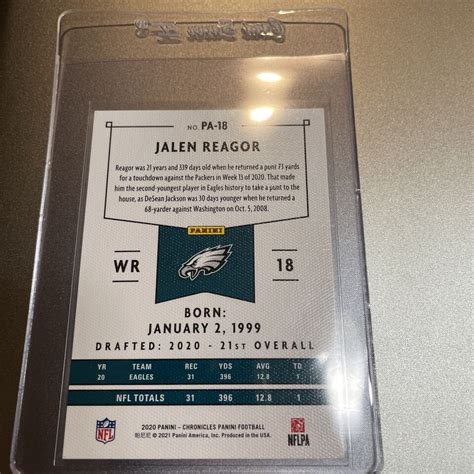 NO. PA-18
JALEN REAGOR
Reagor was 21 years and 339 days old when he returned a punt 73 yards
for a touchdown against the Packers in Week 13 of 2020. That made
him the second-youngest player in Eagles history to take a punt to the
house, as DeSean Jackson was 30 days younger when he returned a
68-yarder against Washington on Oct. 5, 2008.
PANINI
WR
18
BORN:
JANUARY 2, 1999
DRAFTED: 2020 - 21ST OVERALL
YR TEAM REC YDS AVG TD
20 EAGLES 31 396 12.8 1
NFL TOTALS 31 396 12.8 1
2020 PANINI - CHRONICLES PANINI FOOTBALL
帕尼尼 © 2021 Panini America, Inc. Produced in the USA.
NFL
NFLPA